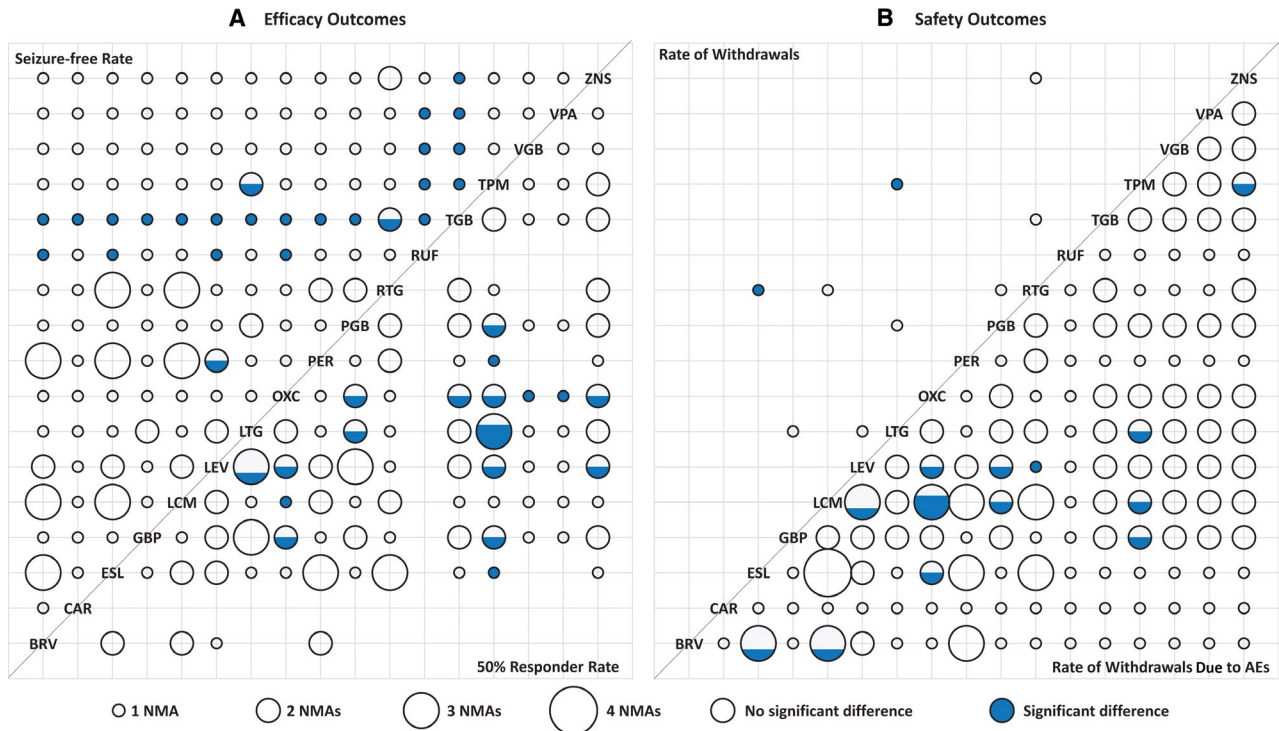 A Efficacy Outcomes
B Safety Outcomes
Seizure-free Rate
ZNS
VPA
VGB
TPM
TGB
RUF
RTG
PGB
PER
OXC
LTG
LEV
LCM
GBP
ESL
CAR
BRV
50% Responder Rate
Rate of Withdrawals
ZNS
VPA
VGB
TPM
TGB
RUF
RTG
PGB
PER
OXC
LTG
LEV
LCM
GBP
ESL
CAR
BRV
Rate of Withdrawals Due to AEs
1 NMA
2 NMAs
3 NMAs
4 NMAs
No significant difference
Significant difference